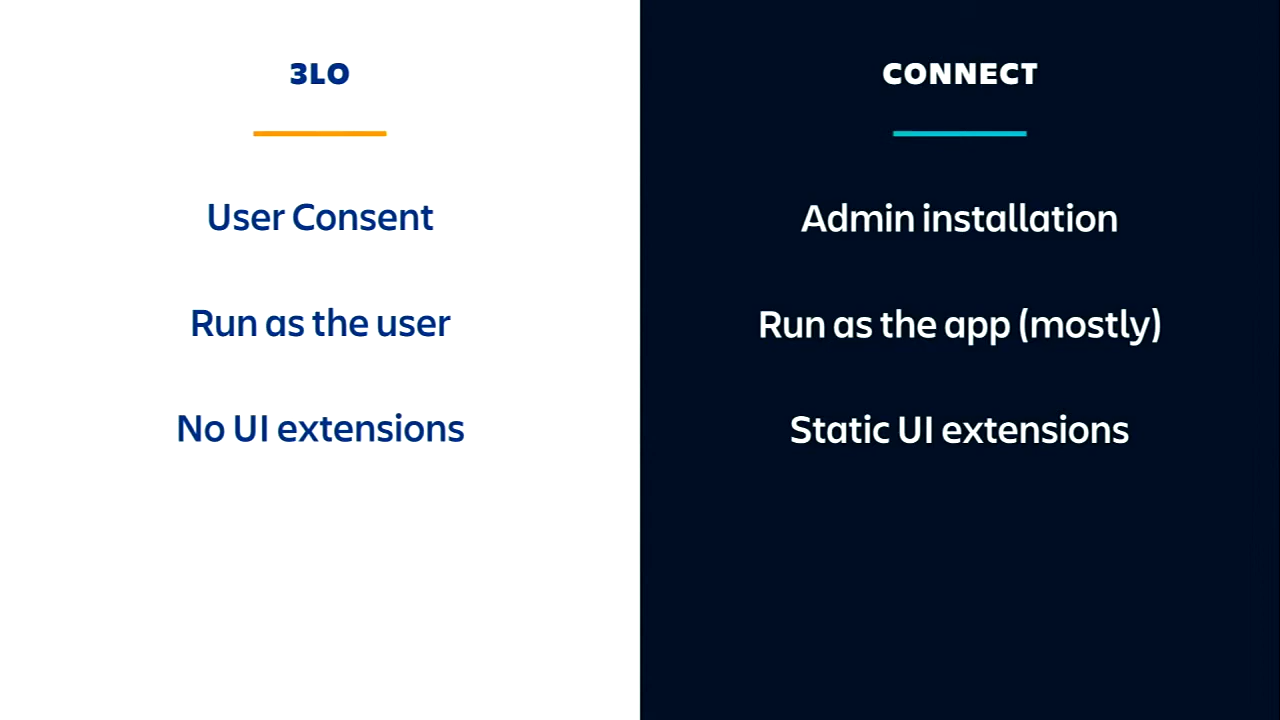 3LO
User Consent
Run as the user
No UI extensions
CONNECT
Admin installation
Run as the app (mostly)
Static UI extensions